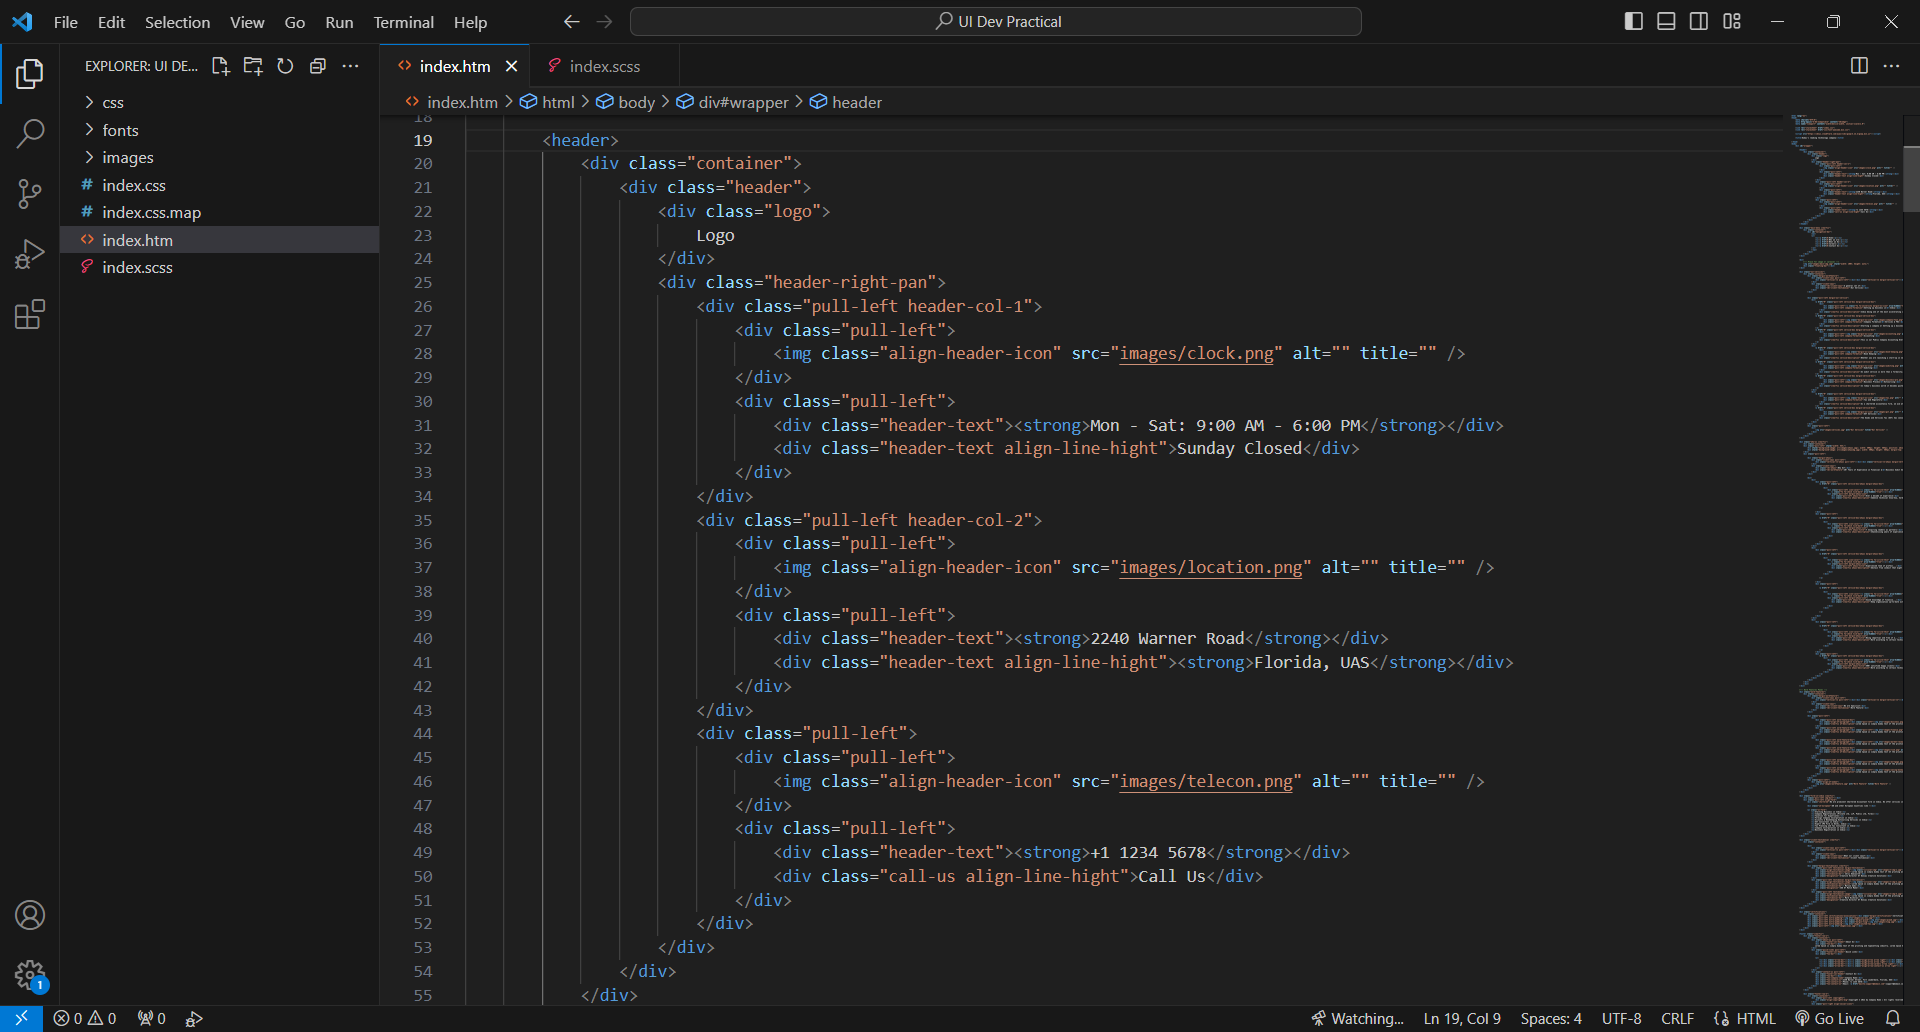 File Edit Selection View Go Run Terminal Help
UI Dev Practical
EXPLORER: UI DE...
css
fonts
images
# index.css
# index.css.map
<> index.htm
index.scss
<> index.htm
index.scss
<> index.htm > html > body > div#wrapper > header
18
19 <header>
20 <div class="container">
21 <div class="header">
22 <div class="logo">
23 Logo
24 </div>
25 <div class="header-right-pan">
26 <div class="pull-left header-col-1">
27 <div class="pull-left">
28 <img class="align-header-icon" src="images/clock.png" alt="" title="" />
29 </div>
30 <div class="pull-left">
31 <div class="header-text"><strong>Mon - Sat: 9:00 AM - 6:00 PM</strong></div>
32 <div class="header-text align-line-hight">Sunday Closed</div>
33 </div>
34 </div>
35 <div class="pull-left header-col-2">
36 <div class="pull-left">
37 <img class="align-header-icon" src="images/location.png" alt="" title="" />
38 </div>
39 <div class="pull-left">
40 <div class="header-text"><strong>2240 Warner Road</strong></div>
41 <div class="header-text align-line-hight"><strong>Florida, UAS</strong></div>
42 </div>
43 </div>
44 <div class="pull-left">
45 <div class="pull-left">
46 <img class="align-header-icon" src="images/telecon.png" alt="" title="" />
47 </div>
48 <div class="pull-left">
49 <div class="header-text"><strong>+1 1234 5678</strong></div>
50 <div class="call-us align-line-hight">Call Us</div>
51 </div>
52 </div>
53 </div>
54 </div>
55 </div>
1
0 0 0
Watching... Ln 19, Col 9 Spaces: 4 UTF-8 CRLF {} HTML Go Live